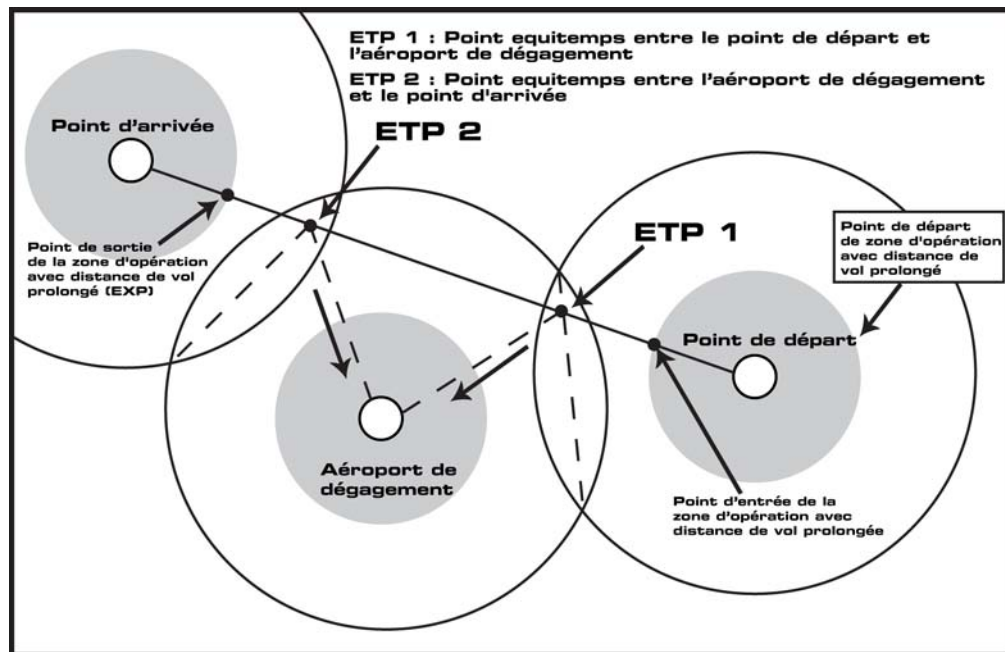 ETP 1 : Point equitemps entre le point de départ et
l'aéroport de dégagement
ETP 2 : Point equitemps entre l'aéroport de dégagement
et le point d'arrivée
Point d'arrivée
ETP 2
Point de sortie
de la zone d'opération
avec distance de vol
prolongé (EXP)
ETP 1
Point de départ
de zone d'opération
avec distance de
vol prolongé
Point de départ
Aéroport de
dégagement
Point d'entrée de la
zone d'opération avec
distance de vol prolongée